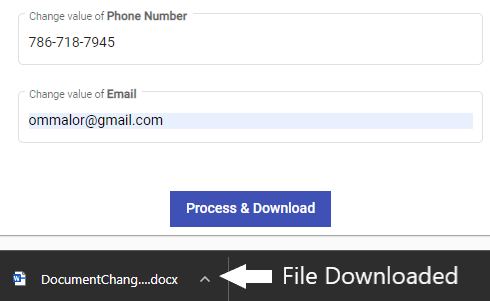 Change value of Phone Number
786-718-7945
Change value of Email
ommalor@gmail.com
Process & Download
DocumentChang....docx
File Downloaded